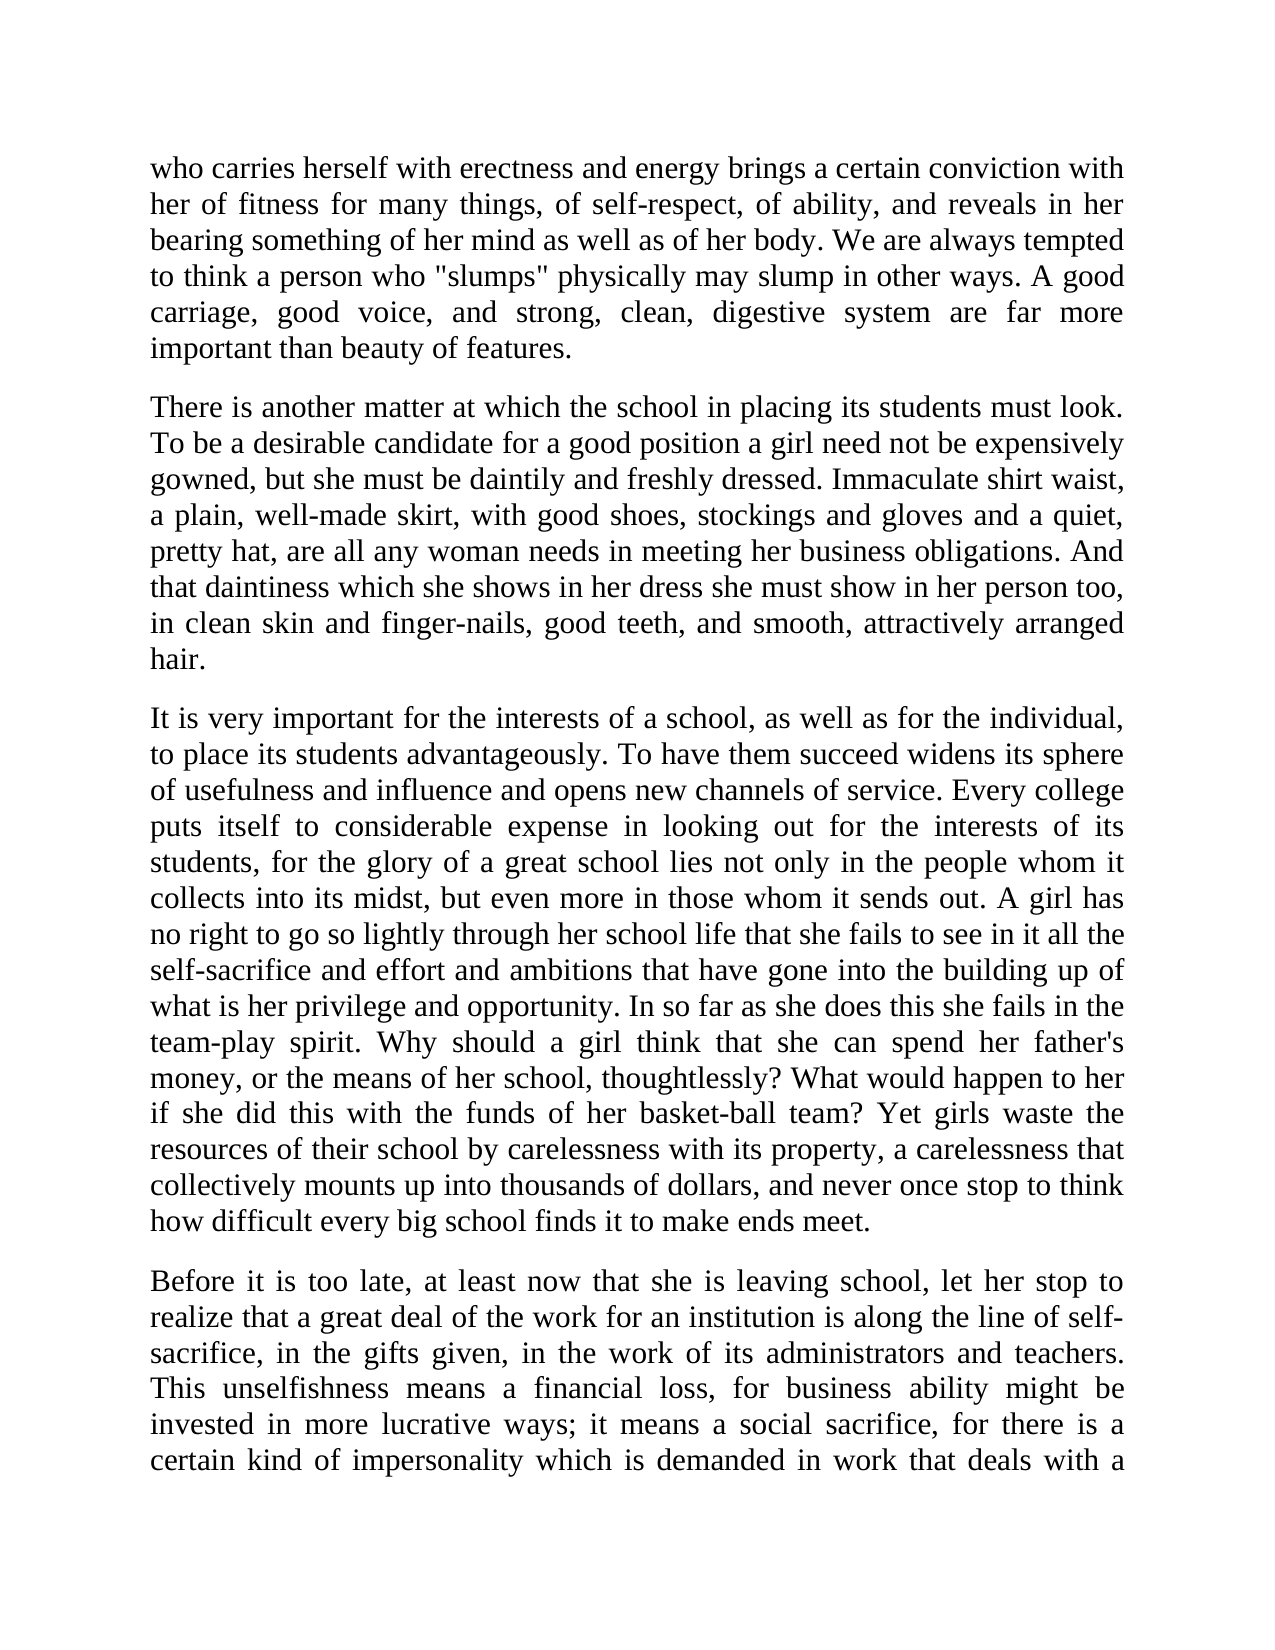 who carries herself with erectness and energy brings a certain conviction with
her of fitness for many things, of self-respect, of ability, and reveals in her
bearing something of her mind as well as of her body. We are always tempted
to think a person who "slumps" physically may slump in other ways. A good
carriage, good voice, and strong, clean, digestive system are far more
important than beauty of features.
There is another matter at which the school in placing its students must look.
To be a desirable candidate for a good position a girl need not be expensively
gowned, but she must be daintily and freshly dressed. Immaculate shirt waist,
a plain, well-made skirt, with good shoes, stockings and gloves and a quiet,
pretty hat, are all any woman needs in meeting her business obligations. And
that daintiness which she shows in her dress she must show in her person too,
in clean skin and finger-nails, good teeth, and smooth, attractively arranged
hair.
It is very important for the interests of a school, as well as for the individual,
to place its students advantageously. To have them succeed widens its sphere
of usefulness and influence and opens new channels of service. Every college
puts itself to considerable expense in looking out for the interests of its
students, for the glory of a great school lies not only in the people whom it
collects into its midst, but even more in those whom it sends out. A girl has
no right to go so lightly through her school life that she fails to see in it all the
self-sacrifice and effort and ambitions that have gone into the building up of
what is her privilege and opportunity. In so far as she does this she fails in the
team-play spirit. Why should a girl think that she can spend her father's
money, or the means of her school, thoughtlessly? What would happen to her
if she did this with the funds of her basket-ball team? Yet girls waste the
resources of their school by carelessness with its property, a carelessness that
collectively mounts up into thousands of dollars, and never once stop to think
how difficult every big school finds it to make ends meet.
Before it is too late, at least now that she is leaving school, let her stop to
realize that a great deal of the work for an institution is along the line of self-
sacrifice, in the gifts given, in the work of its administrators and teachers.
This unselfishness means a financial loss, for business ability might be
invested in more lucrative ways; it means a social sacrifice, for there is a
certain kind of impersonality which is demanded in work that deals with a